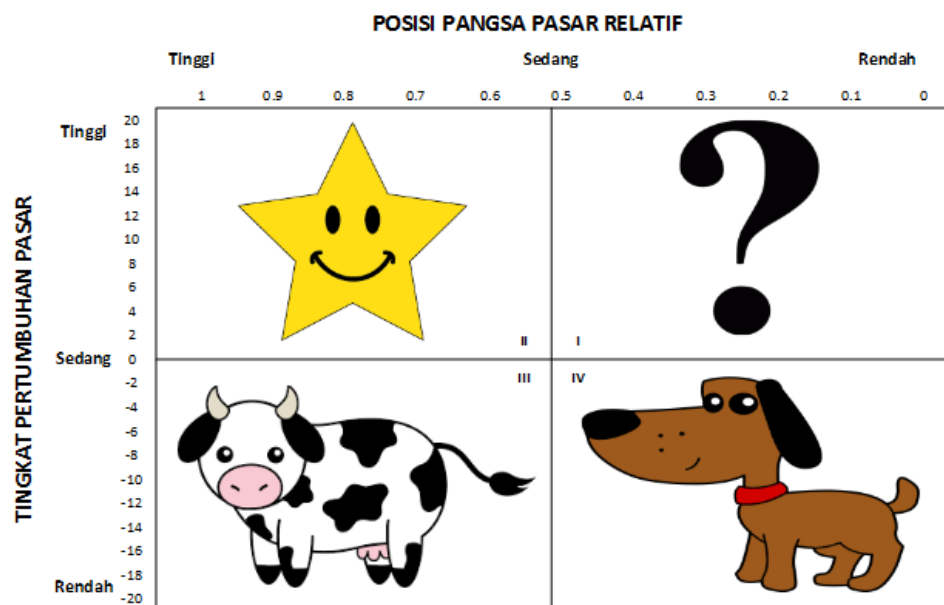 POSISI PANGSA PASAR RELATIF
Tinggi Sedang Rendah
1 0.9 0.8 0.7 0.6 0.5 0.4 0.3 0.2 0.1 0
TINGKAT PERTUMBUHAN PASAR
Tinggi 20
18
16
14
12
10
8
6
4
2
II I
Sedang 0
III IV
-2
-4
-6
-8
-10
-12
-14
-16
-18
Rendah
-20